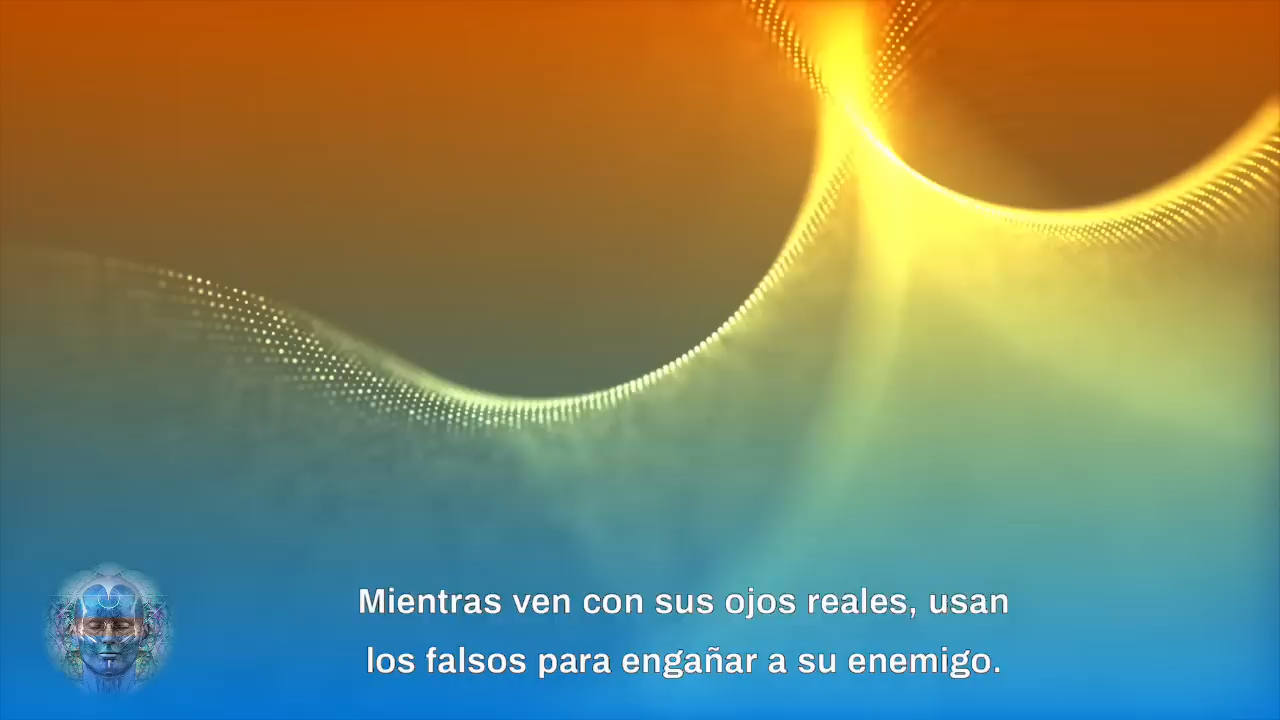 Mientras ven con sus ojos reales, usan
los falsos para engañar a su enemigo.